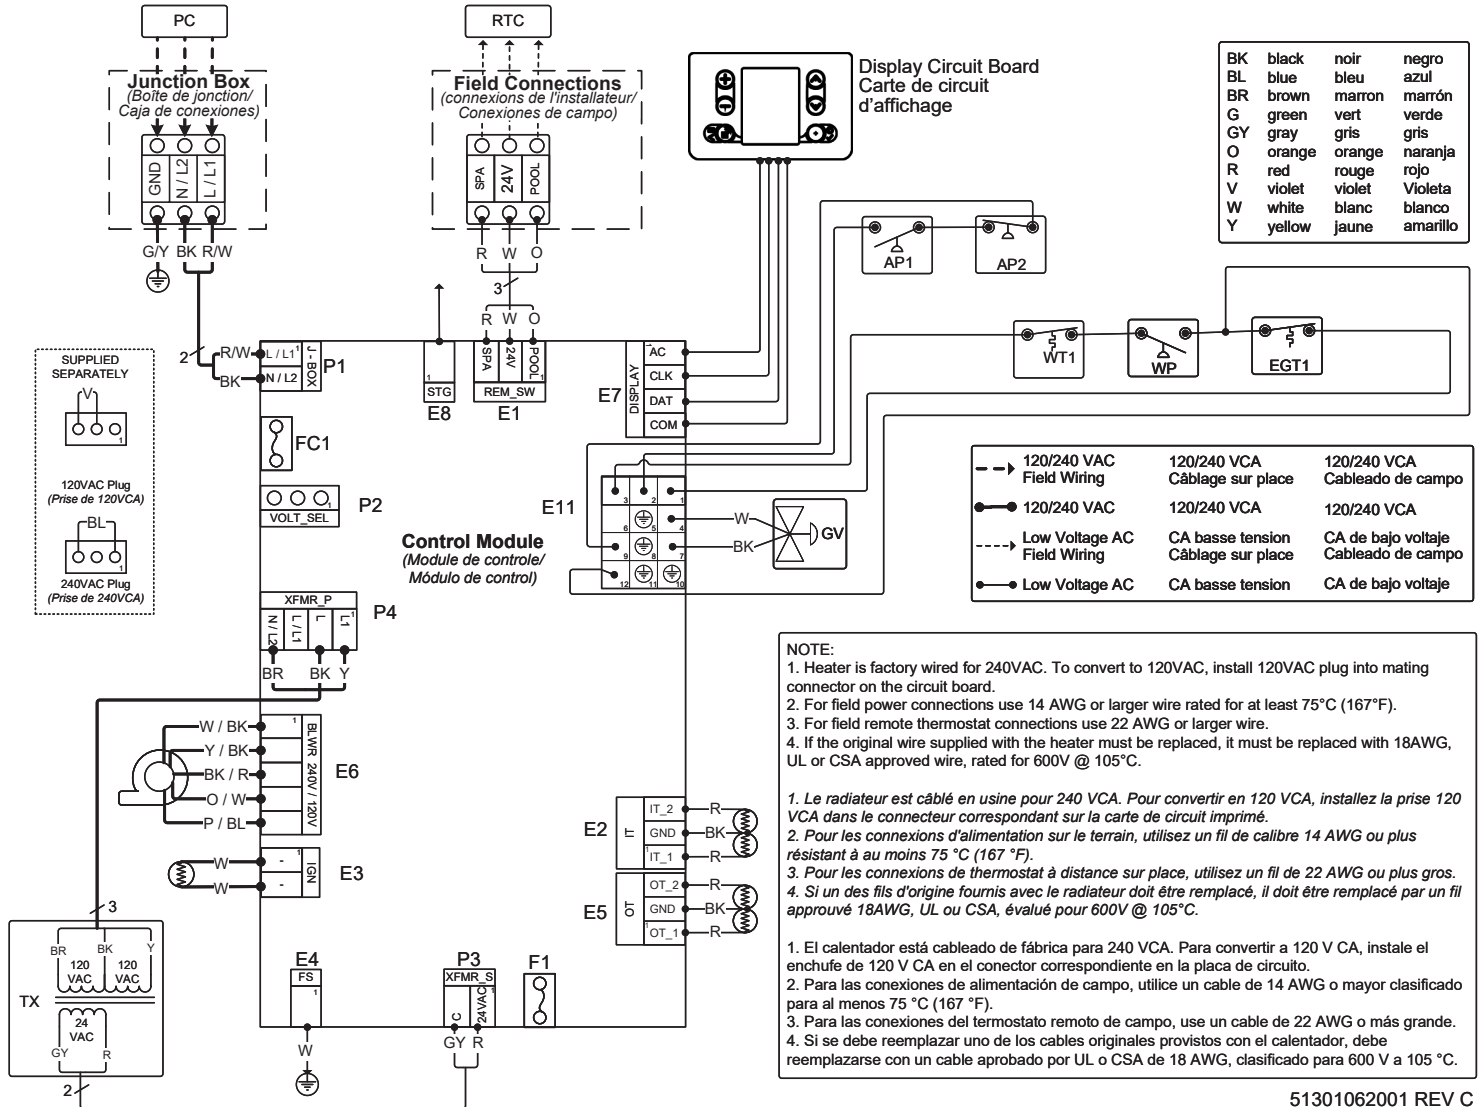 PC
RTC
Junction Box
(Boîte de jonction/
Caja de conexiones)
GND
N / L2
L / L1
G/Y
BK
R/W
Field Connections
(connexions de l'installateur/
Conexiones de campo)
SPA
24V
POOL
R
W
O
3
R
W
O
Display Circuit Board
Carte de circuit
d'affichage
BK black noir negro
BL blue bleu azul
BR brown marron marrón
G green vert verde
GY gray gris gris
O orange orange naranja
R red rouge rojo
V violet violet Violeta
W white blanc blanco
Y yellow jaune amarillo
AP1
AP2
WT1
WP
EGT1
SUPPLIED
SEPARATELY
V
1
120VAC Plug
(Prise de 120VCA)
BL
1
240VAC Plug
(Prise de 240VCA)
2
R/W
BK
L / L1
1
N / L2
J - BOX
P1
FC1
1
VOLT_SEL
P2
1
STG
E8
SPA
24V
POOL
1
REM_SW
E1
E7
DISPLAY
1
AC
CLK
DAT
COM
Control Module
(Module de controle/
Módulo de control)
E11
3 2 1
6 5 4
9 8 7
12 11 10
W
BK
GV
120/240 VAC
Field Wiring
120/240 VCA
Câblage sur place
120/240 VCA
Cableado de campo
120/240 VAC
120/240 VCA
120/240 VCA
Low Voltage AC
Field Wiring
CA basse tension
Câblage sur place
CA de bajo voltaje
Cableado de campo
Low Voltage AC
CA basse tension
CA de bajo voltaje
XFMR_P
N / L2
L / L1
L
L1
1
P4
BR
BK
Y
W / BK
Y / BK
BK / R
O / W
P / BL
1
BLWR 240V / 120V
E6
W
W
-
-
1
IGN
E3
3
BR
BK
Y
120
VAC
120
VAC
TX
24
VAC
GY
R
2
E4
FS
1
W
P3
XFMR_S
C
24VAC
1
GY
R
F1
E2
IT
IT_2
GND
1
IT_1
R
BK
R
E5
OT
OT_2
GND
1
OT_1
R
BK
R
NOTE:
1. Heater is factory wired for 240VAC. To convert to 120VAC, install 120VAC plug into mating
connector on the circuit board.
2. For field power connections use 14 AWG or larger wire rated for at least 75°C (167°F).
3. For field remote thermostat connections use 22 AWG or larger wire.
4. If the original wire supplied with the heater must be replaced, it must be replaced with 18AWG,
UL or CSA approved wire, rated for 600V @ 105°C.
1. Le radiateur est câblé en usine pour 240 VCA. Pour convertir en 120 VCA, installez la prise 120
VCA dans le connecteur correspondant sur la carte de circuit imprimé.
2. Pour les connexions d'alimentation sur le terrain, utilisez un fil de calibre 14 AWG ou plus
résistant à au moins 75 °C (167 °F).
3. Pour les connexions de thermostat à distance sur place, utilisez un fil de 22 AWG ou plus gros.
4. Si un des fils d'origine fournis avec le radiateur doit être remplacé, il doit être remplacé par un fil
approuvé 18AWG, UL ou CSA, évalué pour 600V @ 105°C.
1. El calentador está cableado de fábrica para 240 VCA. Para convertir a 120 V CA, instale el
enchufe de 120 V CA en el conector correspondiente en la placa de circuito.
2. Para las conexiones de alimentación de campo, utilice un cable de 14 AWG o mayor clasificado
para al menos 75 °C (167 °F).
3. Para las conexiones del termostato remoto de campo, use un cable de 22 AWG o más grande.
4. Si se debe reemplazar uno de los cables originales provistos con el calentador, debe
reemplazarse con un cable aprobado por UL o CSA de 18 AWG, clasificado para 600 V a 105 °C.
51301062001 REV C